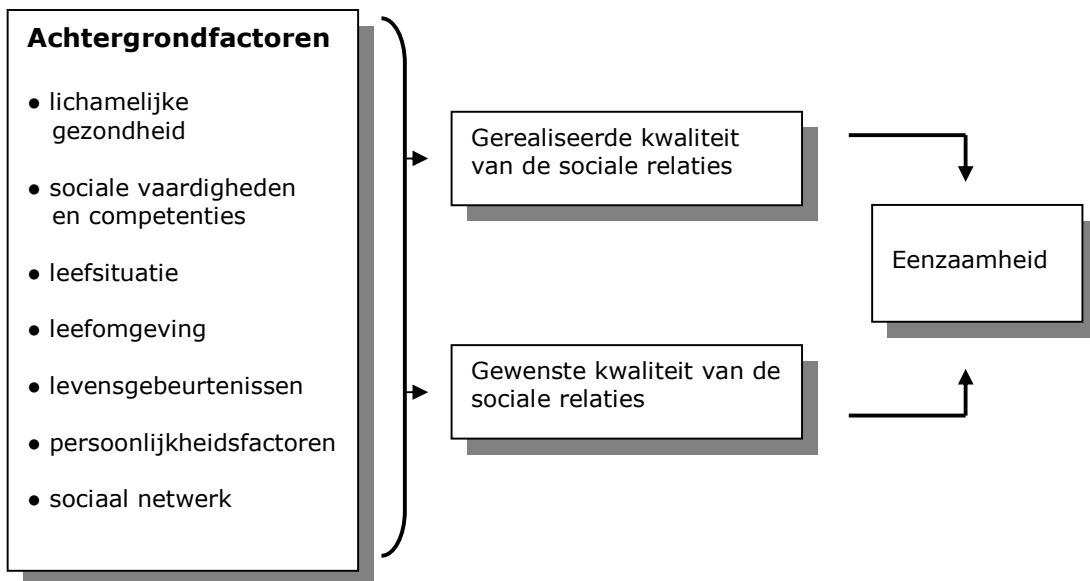 Achtergrondfactoren
● lichamelijke
gezondheid
● sociale vaardigheden
en competenties
● leefsituatie
● leefomgeving
● levensgebeurtenissen
● persoonlijkheidsfactoren
● sociaal netwerk
Gerealiseerde kwaliteit
van de sociale relaties
Gewenste kwaliteit van de
sociale relaties
Eenzaamheid